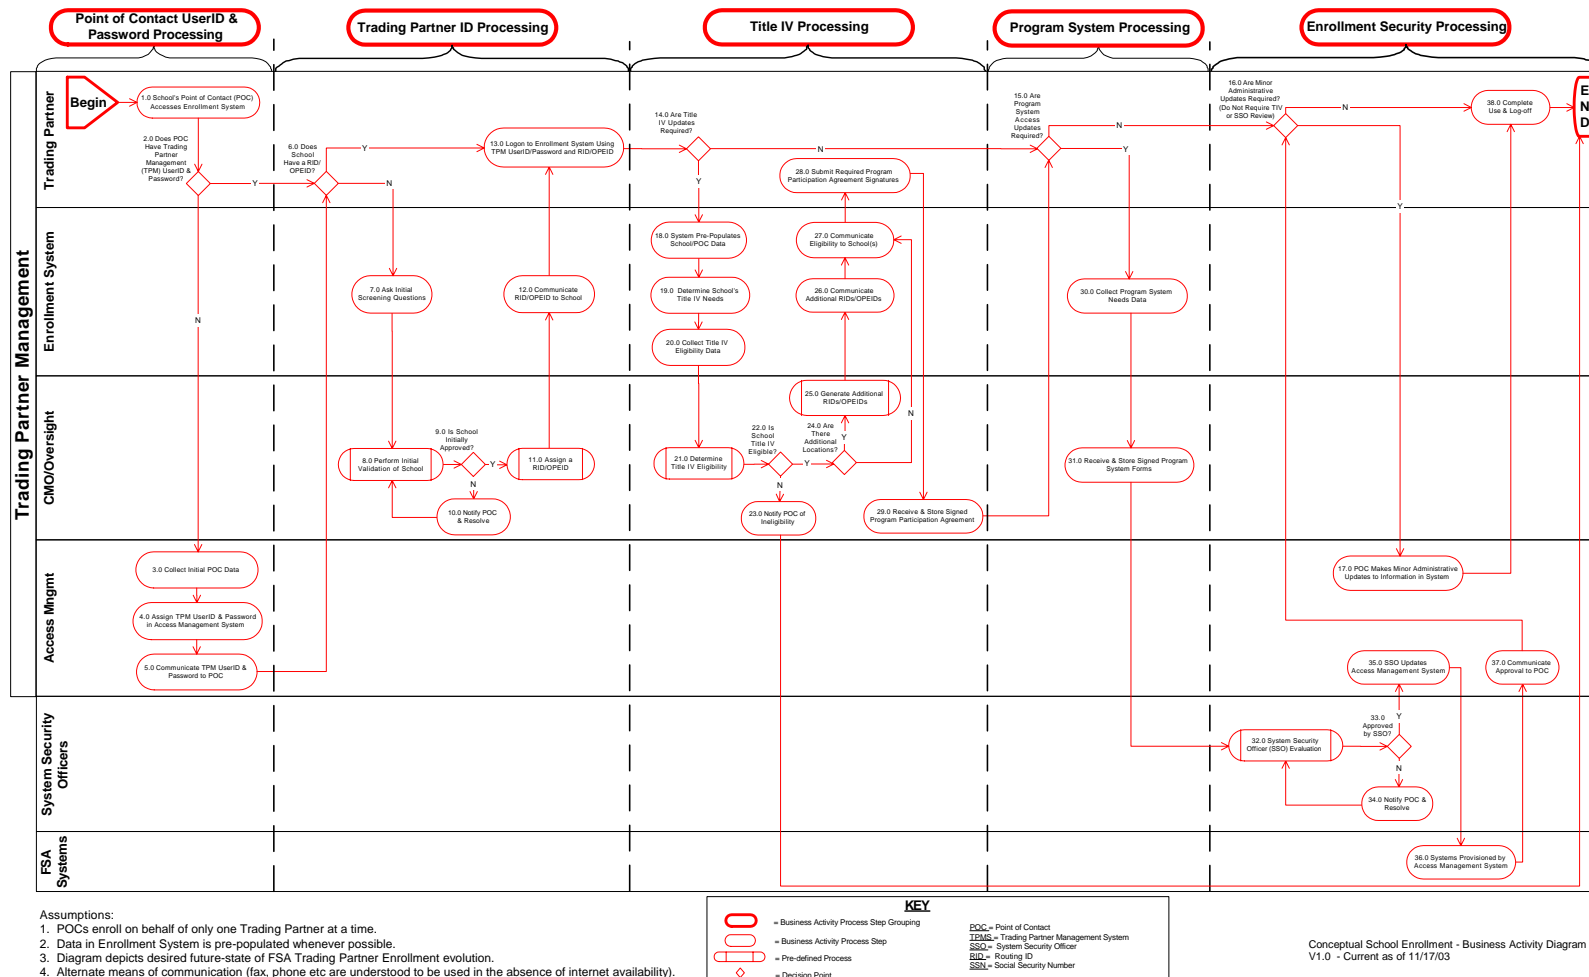 Point of Contact UserID &
Password Processing
Trading Partner ID Processing
Title IV Processing
Program System Processing
Enrollment Security Processing
Trading Partner Management
Trading Partner
Begin
1.0 School's Point of Contact (POC)
Accesses Enrollment System
2.0 Does POC
Have Trading
Partner
Management
(TPM) UserID &
Password?
Y
N
6.0 Does
School
Have a RID/
OPEID?
Y
N
13.0 Logon to Enrollment System Using
TPM UserID/Password and RID/OPEID
14.0 Are Title
IV Updates
Required?
N
Y
28.0 Submit Required Program
Participation Agreement Signatures
15.0 Are
Program
System
Access
Updates
Required?
N
Y
16.0 Are Minor
Administrative
Updates Required?
(Do Not Require TIV
or SSO Review)
N
Y
38.0 Complete
Use & Log-off
E
N
D
Enrollment System
7.0 Ask Initial
Screening Questions
12.0 Communicate
RID/OPEID to School
18.0 System Pre-Populates
School/POC Data
19.0 Determine School's
Title IV Needs
20.0 Collect Title IV
Eligibility Data
27.0 Communicate
Eligibility to School(s)
26.0 Communicate
Additional RIDs/OPEIDs
30.0 Collect Program System
Needs Data
CMO/Oversight
8.0 Perform Initial
Validation of School
9.0 Is School
Initially
Approved?
Y
N
10.0 Notify POC
& Resolve
11.0 Assign a
RID/OPEID
21.0 Determine
Title IV Eligibility
22.0 Is
School
Title IV
Eligible?
Y
N
23.0 Notify POC of
Ineligibility
24.0 Are
There
Additional
Locations?
Y
N
25.0 Generate Additional
RIDs/OPEIDs
29.0 Receive & Store Signed
Program Participation Agreement
31.0 Receive & Store Signed Program
System Forms
Access Mngmt
3.0 Collect Initial POC Data
4.0 Assign TPM UserID & Password
in Access Management System
5.0 Communicate TPM UserID &
Password to POC
17.0 POC Makes Minor Administrative
Updates to Information in System
35.0 SSO Updates
Access Management System
37.0 Communicate
Approval to POC
System Security
Officers
32.0 System Security
Officer (SSO) Evaluation
33.0
Approved
by SSO?
Y
N
34.0 Notify POC &
Resolve
FSA
Systems
36.0 Systems Provisioned by
Access Management System
Assumptions:
1. POCs enroll on behalf of only one Trading Partner at a time.
2. Data in Enrollment System is pre-populated whenever possible.
3. Diagram depicts desired future-state of FSA Trading Partner Enrollment evolution.
4. Alternate means of communication (fax, phone etc are understood to be used in the absence of internet availability).
KEY
= Business Activity Process Step Grouping
= Business Activity Process Step
= Pre-defined Process
= Decision Point
POC = Point of Contact
TPMS = Trading Partner Management System
SSO = System Security Officer
RID = Routing ID
SSN = Social Security Number
Conceptual School Enrollment - Business Activity Diagram
V1.0 - Current as of 11/17/03